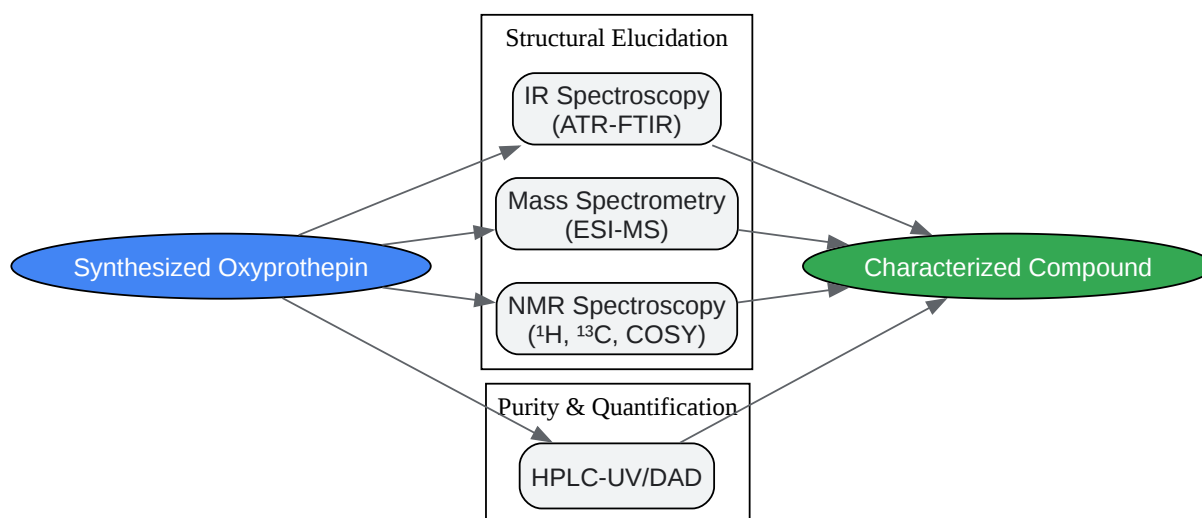 Structural Elucidation
IR Spectroscopy
(ATR-FTIR)
Mass Spectrometry
(ESI-MS)
Synthesized Oxyprothepin
Characterized Compound
NMR Spectroscopy
(¹H, ¹³C, COSY)
Purity & Quantification
HPLC-UV/DAD